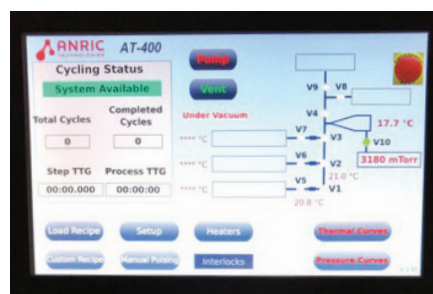 ANRIC AT-400
TECHNOLOGIES
Cycling Status
System Available
Total Cycles
Completed Cycles
0
0
Step TTG
Process TTG
00:00.000
00:00:00
Pump
Vent
Under Vacuum
**** °C
**** °C
**** °C
V9
V8
V4
V7
V3
17.7 °C
V10
3180 mTorr
V6
V2
21.0 °C
V5
V1
20.8 °C
Load Recipe
Setup
Heaters
Thermal Curves
Custom Recipe
Manual Pulsing
Interlocks
Pressure Curves